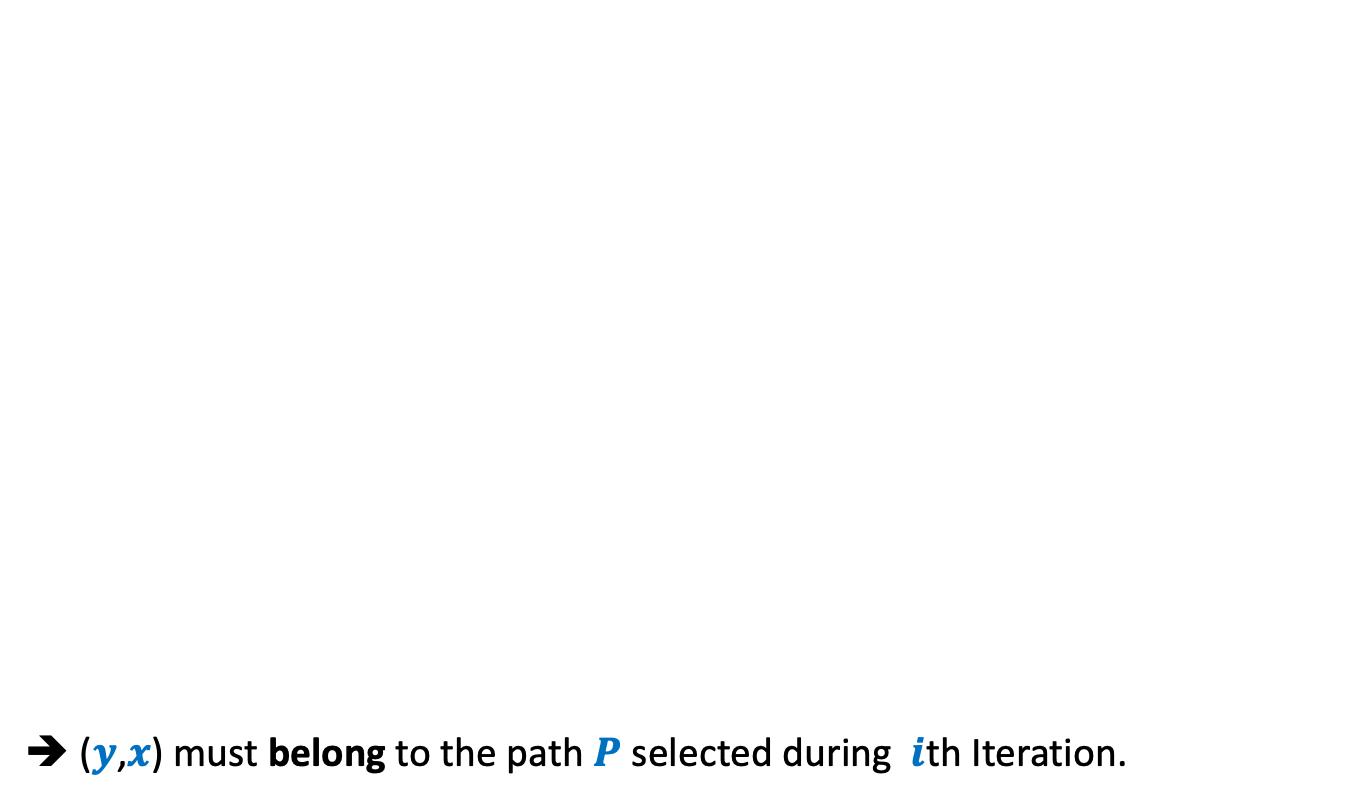 ➔ (y,x) must belong to the path P selected during ith Iteration.